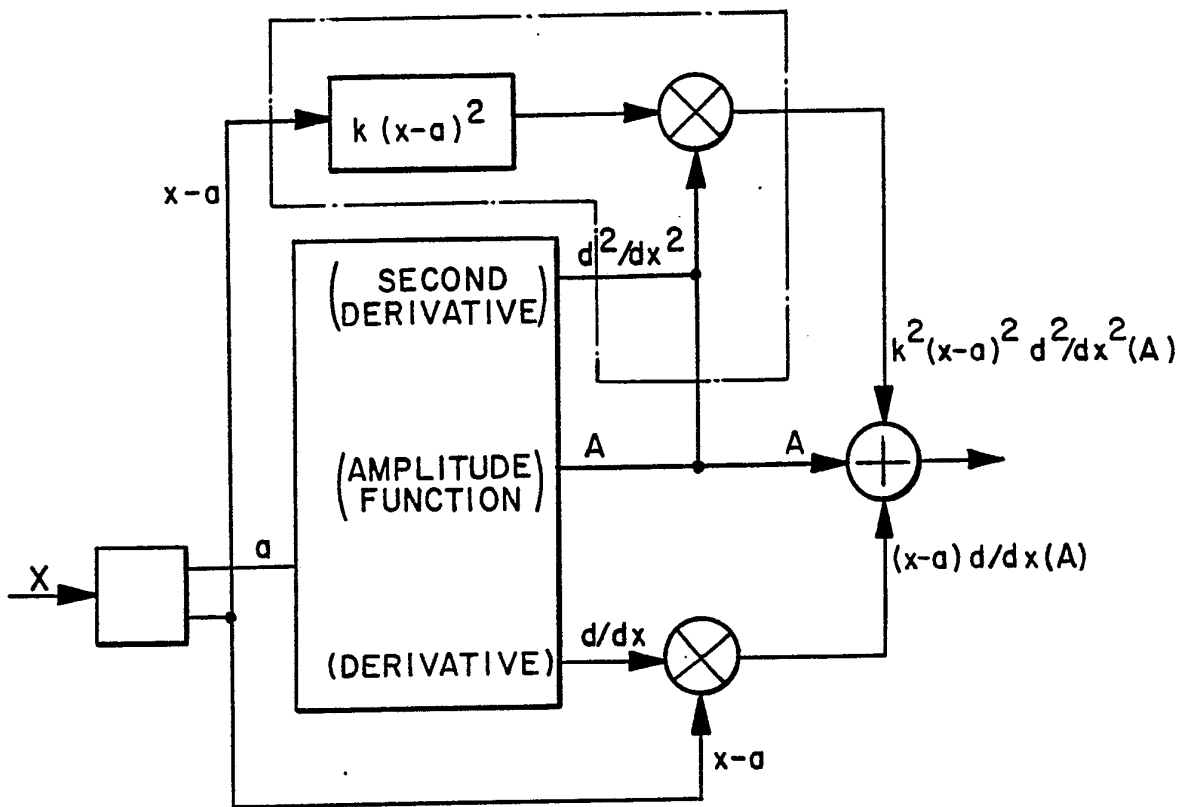 k (x-a)²
x-a
d²/dx²
(SECOND
DERIVATIVE)
k²(x-a)² d²/dx²(A)
A
A
(AMPLITUDE
FUNCTION)
a
X
(x-a) d/dx(A)
d/dx
(DERIVATIVE)
x-a